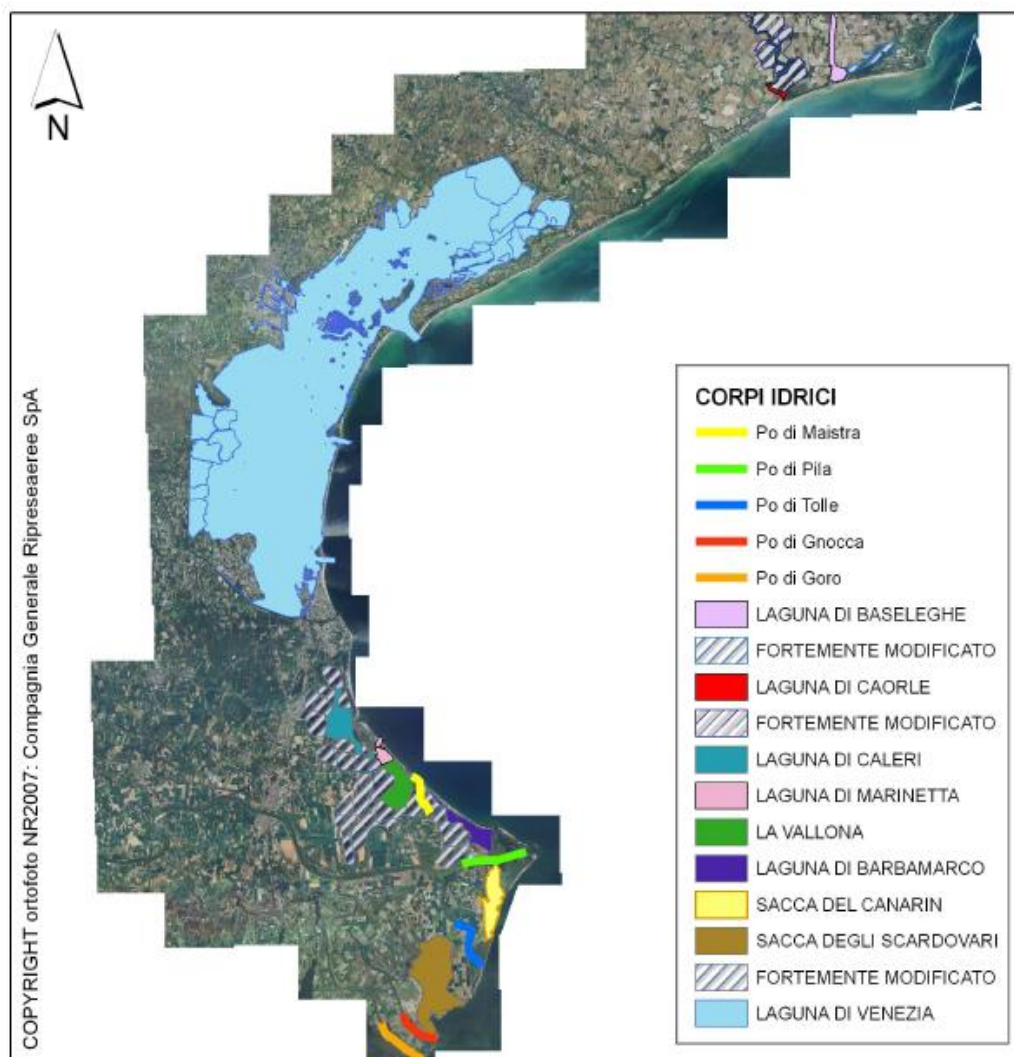 N
COPYRIGHT ortofoto NR2007: Compagnia Generale Ripreseaeree SpA
CORPI IDRICI
Po di Maistra
Po di Pila
Po di Tolle
Po di Gnocca
Po di Goro
LAGUNA DI BASELEGHE
FORTEMENTE MODIFICATO
LAGUNA DI CAORLE
FORTEMENTE MODIFICATO
LAGUNA DI CALERI
LAGUNA DI MARINETTA
LA VALLONA
LAGUNA DI BARBAMARCO
SACCA DEL CANARIN
SACCA DEGLI SCARDOVARI
FORTEMENTE MODIFICATO
LAGUNA DI VENEZIA